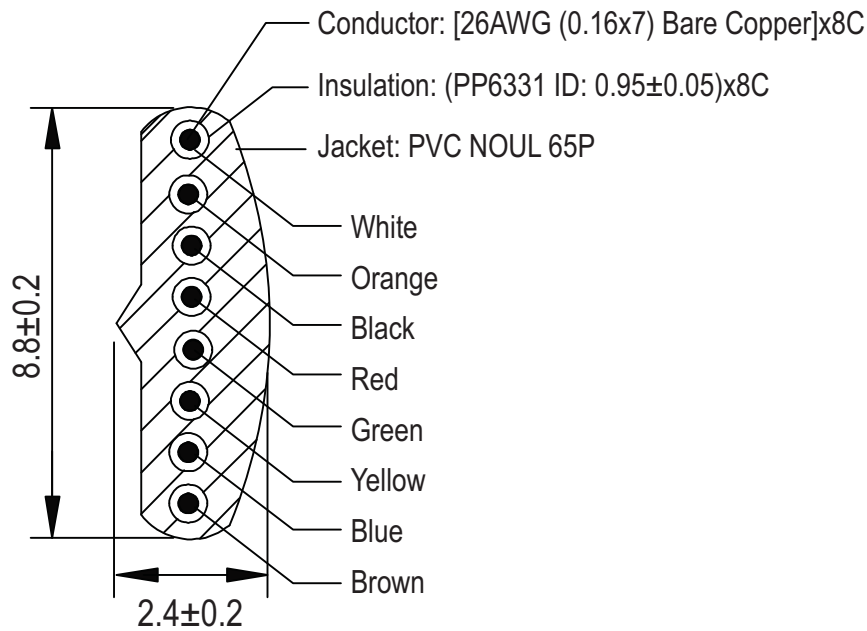 Conductor: [26AWG (0.16x7) Bare Copper]x8C
Insulation: (PP6331 ID: 0.95±0.05)x8C
Jacket: PVC NOUL 65P
White
Orange
Black
Red
Green
Yellow
Blue
Brown
8.8±0.2
2.4±0.2